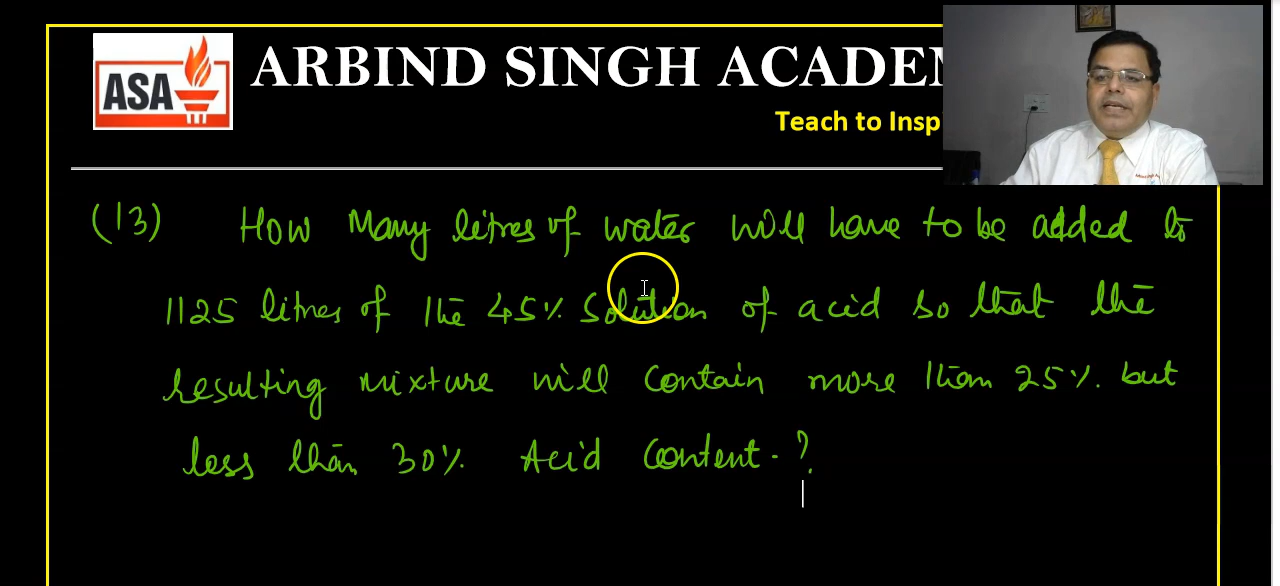 ASA
ARBIND SINGH ACADEM
Teach to Insp
(13) How Many litres of water will have to be added to
1125 litres of the 45% Solution of acid so that the
resulting mixture will contain more than 25% but
less than 30% Acid Content. ?